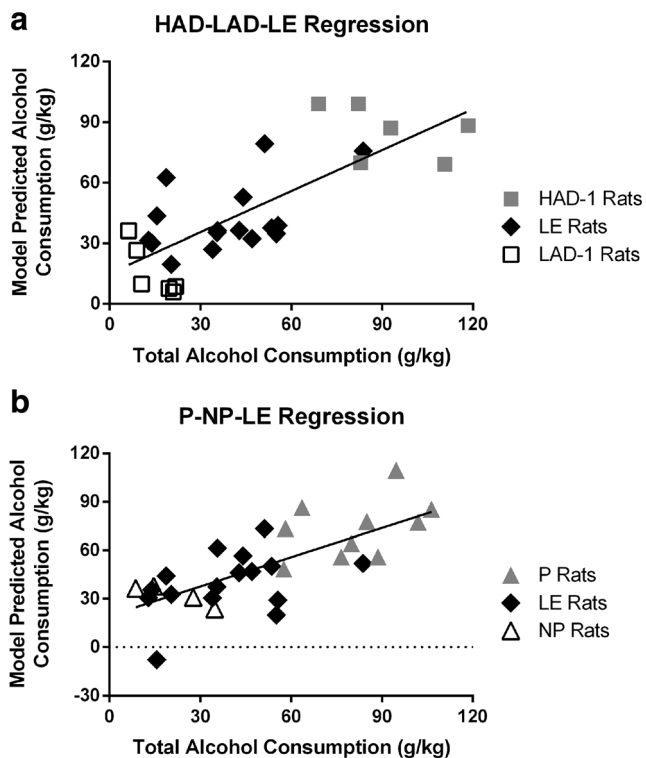 a
HAD-LAD-LE Regression
Model Predicted Alcohol
Consumption (g/kg)
120
90
60
30
0
0 30 60 90 120
Total Alcohol Consumption (g/kg)
HAD-1 Rats
LE Rats
LAD-1 Rats
b
P-NP-LE Regression
Model Predicted Alcohol
Consumption (g/kg)
120
90
60
30
0
-30
0 30 60 90 120
Total Alcohol Consumption (g/kg)
P Rats
LE Rats
NP Rats